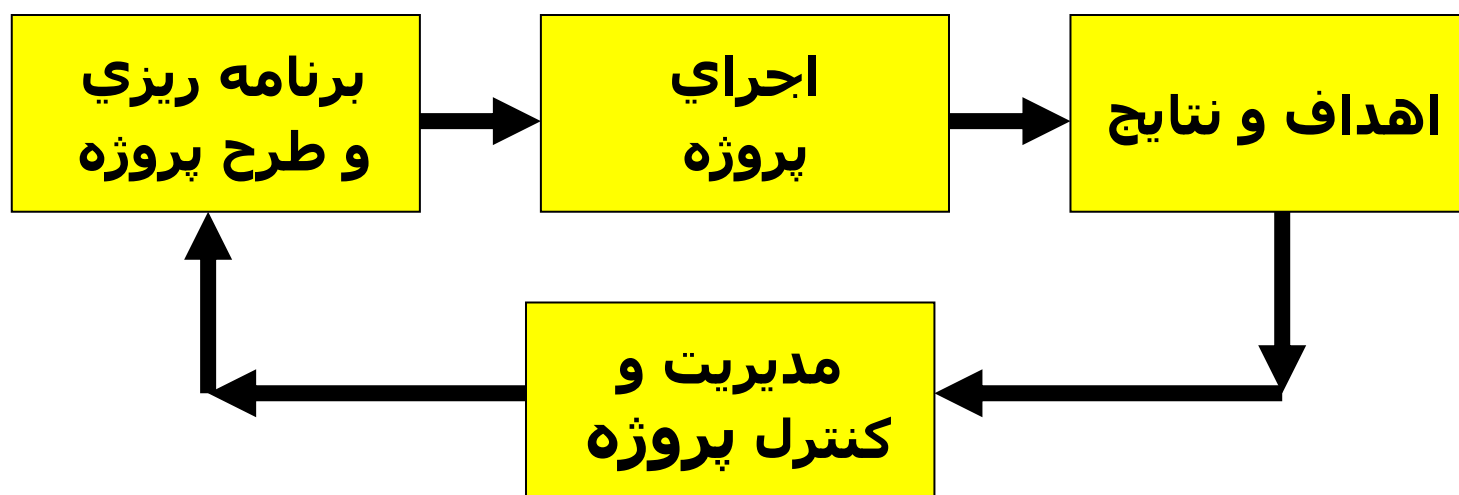 برنامه ريزي
و طرح پروژه
اجراي
پروژه
اهداف و نتايج
مديريت و
كنترل پروژه